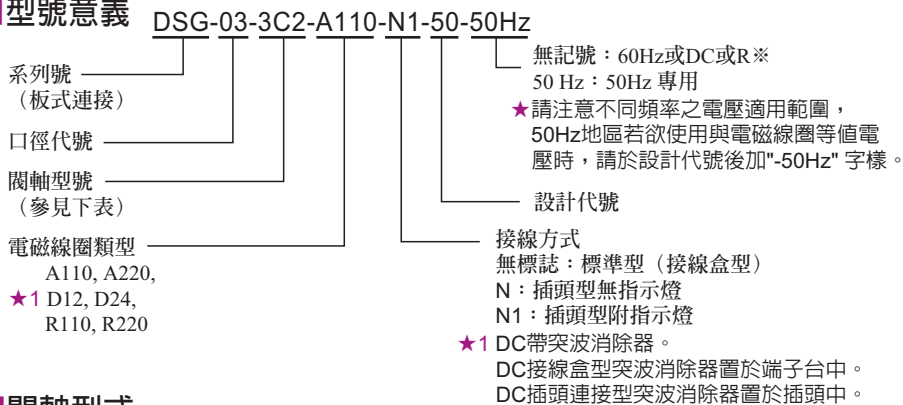 型號意義 DSG-03-3C2-A110-N1-50-50Hz
系列號
（板式連接）
口徑代號
閥軸型號
（參見下表）
電磁線圈類型
A110, A220,
★1 D12, D24,
R110, R220
無記號：60Hz或DC或R※
50 Hz：50Hz 專用
★請注意不同頻率之電壓適用範圍，
50Hz地區若欲使用與電磁線圈等值電
壓時，請於設計代號後加"-50Hz" 字樣。
設計代號
接線方式
無標誌：標準型（接線盒型）
N：插頭型無指示燈
N1：插頭型附指示燈
★1 DC帶突波消除器。
DC接線盒型突波消除器置於端子台中。
DC插頭連接型突波消除器置於插頭中。